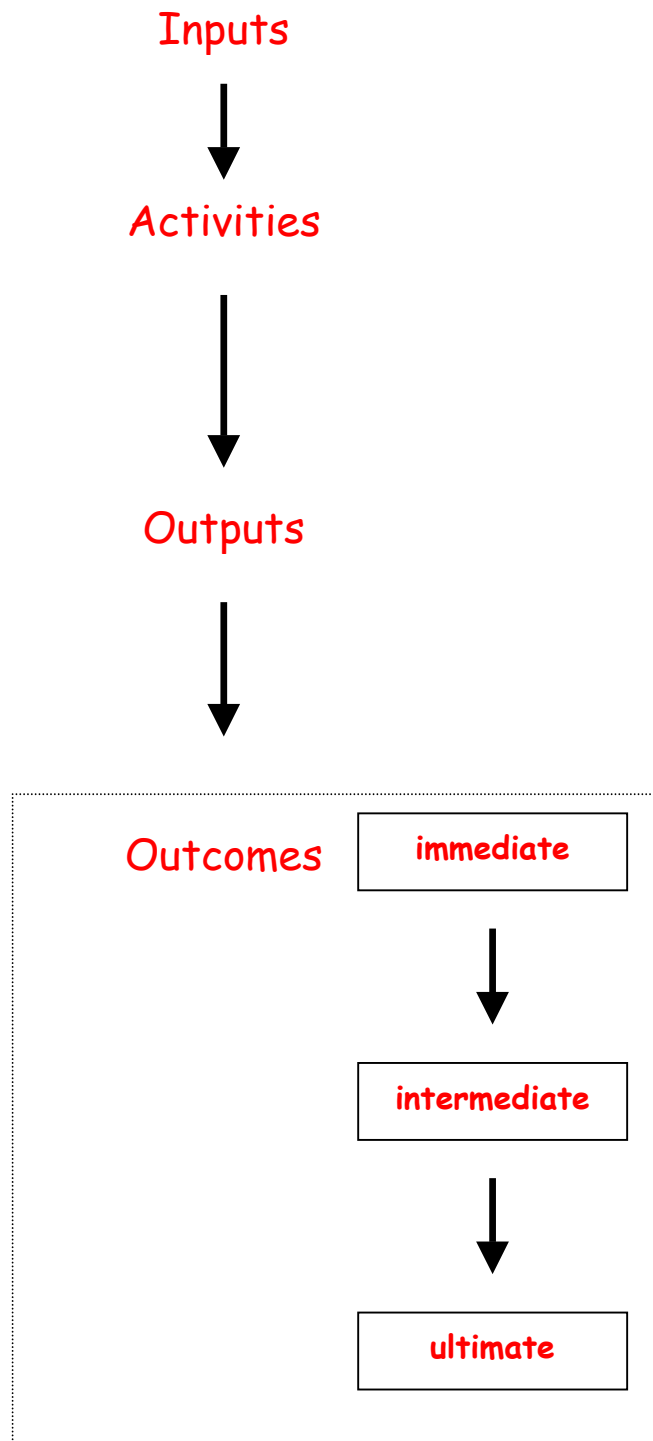 Inputs
Activities
Outputs
Outcomes
immediate
intermediate
ultimate